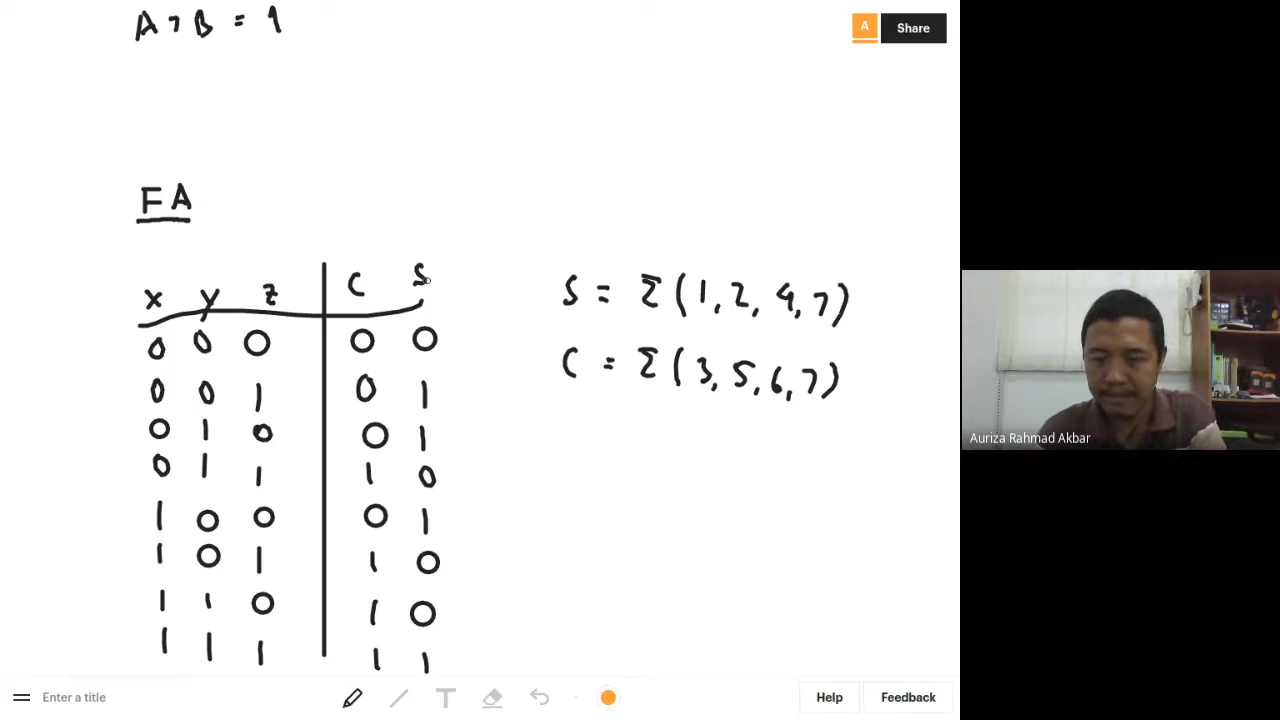 A > B = 1
A Share
FA
x y z C S
0 0 0 0 0
0 0 1 0 1
0 1 0 0 1
0 1 1 1 0
1 0 0 0 1
1 0 1 1 0
1 1 0 1 0
1 1 1 1 1
S = Σ(1, 2, 4, 7)
C = Σ(3, 5, 6, 7)
Auriza Rahmad Akbar
Enter a title
T
Help
Feedback